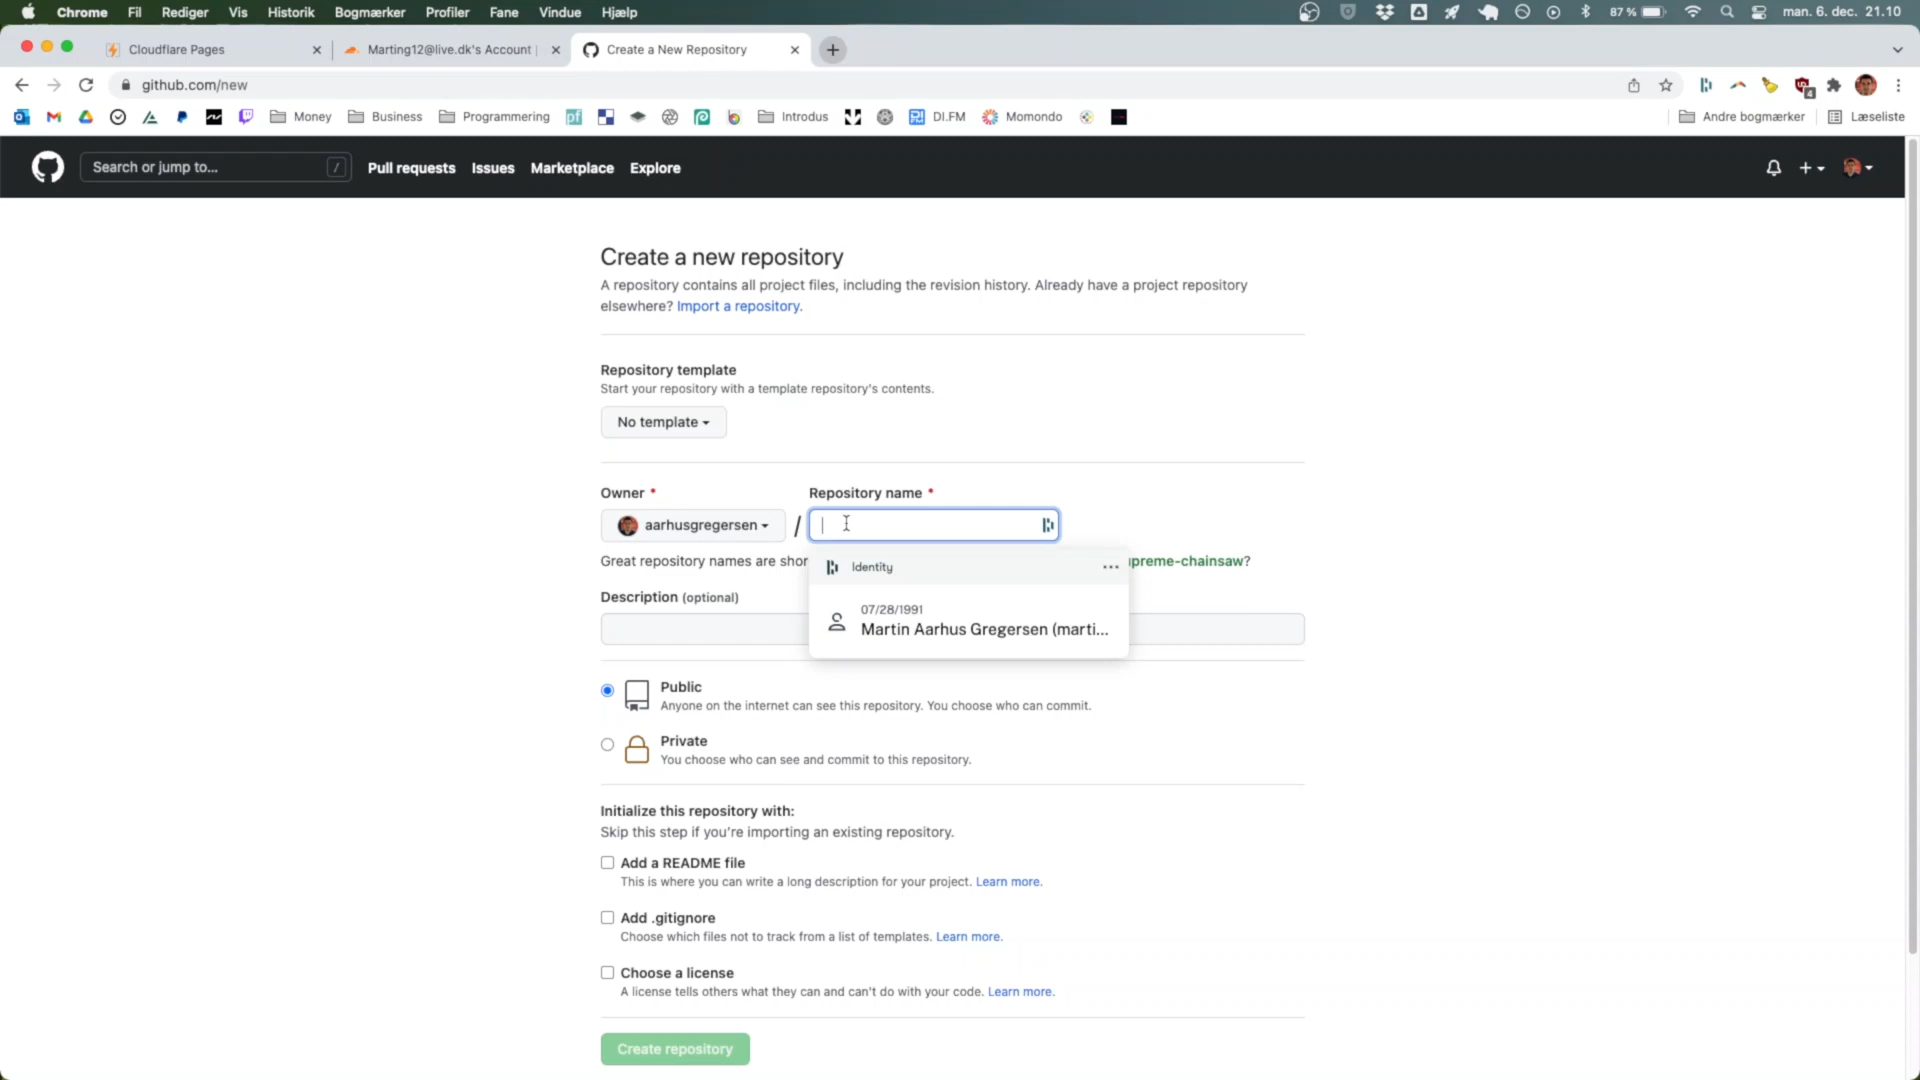 Chrome Fil Rediger Vis Historik Bogmærker Profiler Fane Vindue Hjælp 87 % man. 6. dec. 21.10
Cloudflare Pages Marting12@live.dk's Account | Create a New Repository
github.com/new 4
Money Business Programmering pf Introdus DI.FM Momondo Andre bogmærker Læseliste
Search or jump to... / Pull requests Issues Marketplace Explore
Create a new repository
A repository contains all project files, including the revision history. Already have a project repository
elsewhere? Import a repository.
Repository template
Start your repository with a template repository's contents.
No template
Owner * Repository name *
aarhusgregersen /
Great repository names are shor preme-chainsaw?
Identity ...
Description (optional)
07/28/1991
Martin Aarhus Gregersen (marti...
Public
Anyone on the internet can see this repository. You choose who can commit.
Private
You choose who can see and commit to this repository.
Initialize this repository with:
Skip this step if you're importing an existing repository.
Add a README file
This is where you can write a long description for your project. Learn more.
Add .gitignore
Choose which files not to track from a list of templates. Learn more.
Choose a license
A license tells others what they can and can't do with your code. Learn more.
Create repository